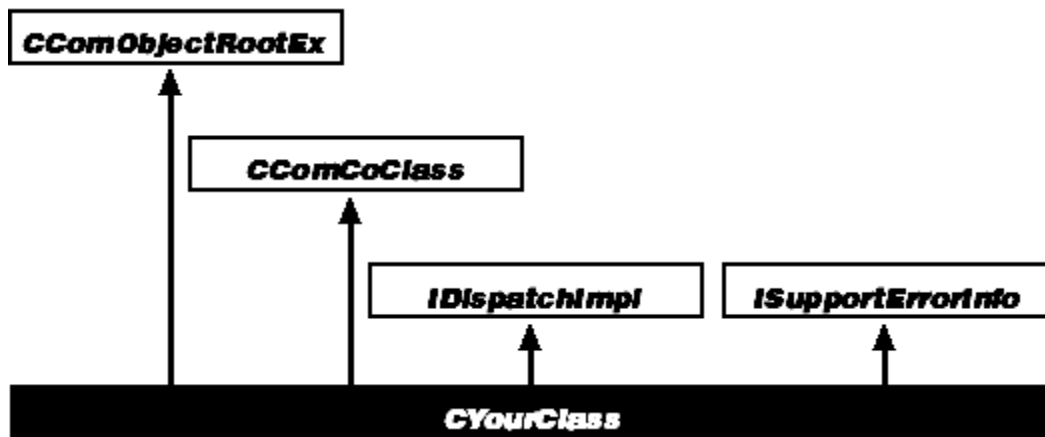 CComObjectRootEx
CComCoClass
IDispatchImpl
ISupportErrorInfo
CYourClass